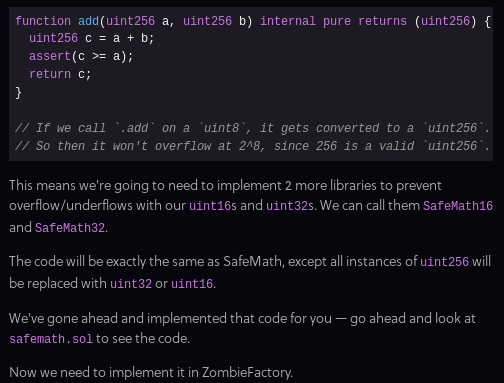 function add(uint256 a, uint256 b) internal pure returns (uint256) {
  uint256 c = a + b;
  assert(c >= a);
  return c;
}
// If we call `.add` on a `uint8`, it gets converted to a `uint256`.
// So then it won't overflow at 2^8, since 256 is a valid `uint256`.
This means we're going to need to implement 2 more libraries to prevent
overflow/underflows with our uint16s and uint32s. We can call them SafeMath16
and SafeMath32.
The code will be exactly the same as SafeMath, except all instances of uint256 will
be replaced with uint32 or uint16.
We've gone ahead and implemented that code for you — go ahead and look at
safemath.sol to see the code.
Now we need to implement it in ZombieFactory.